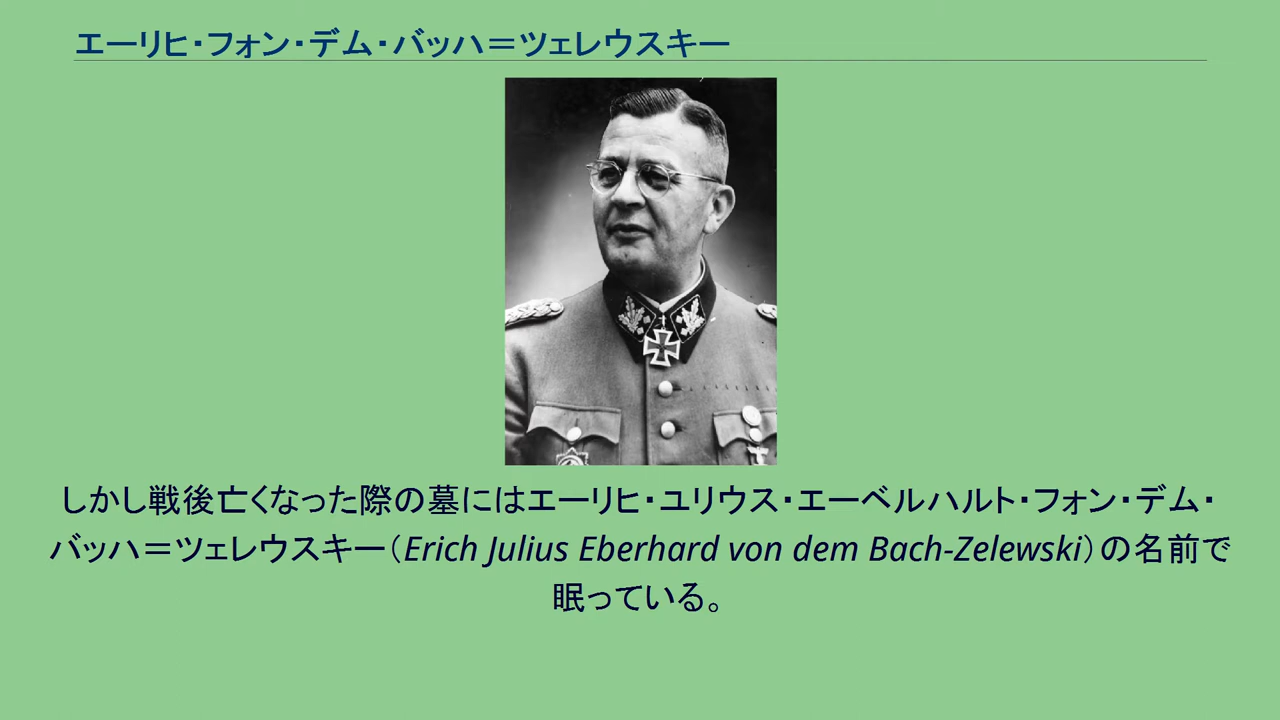 エーリヒ・フォン・デム・バッハ＝ツェレウスキー
しかし戦後亡くなった際の墓にはエーリヒ・ユリウス・エーベルハルト・フォン・デム・
バッハ＝ツェレウスキー（Erich Julius Eberhard von dem Bach-Zelewski）の名前で
眠っている。